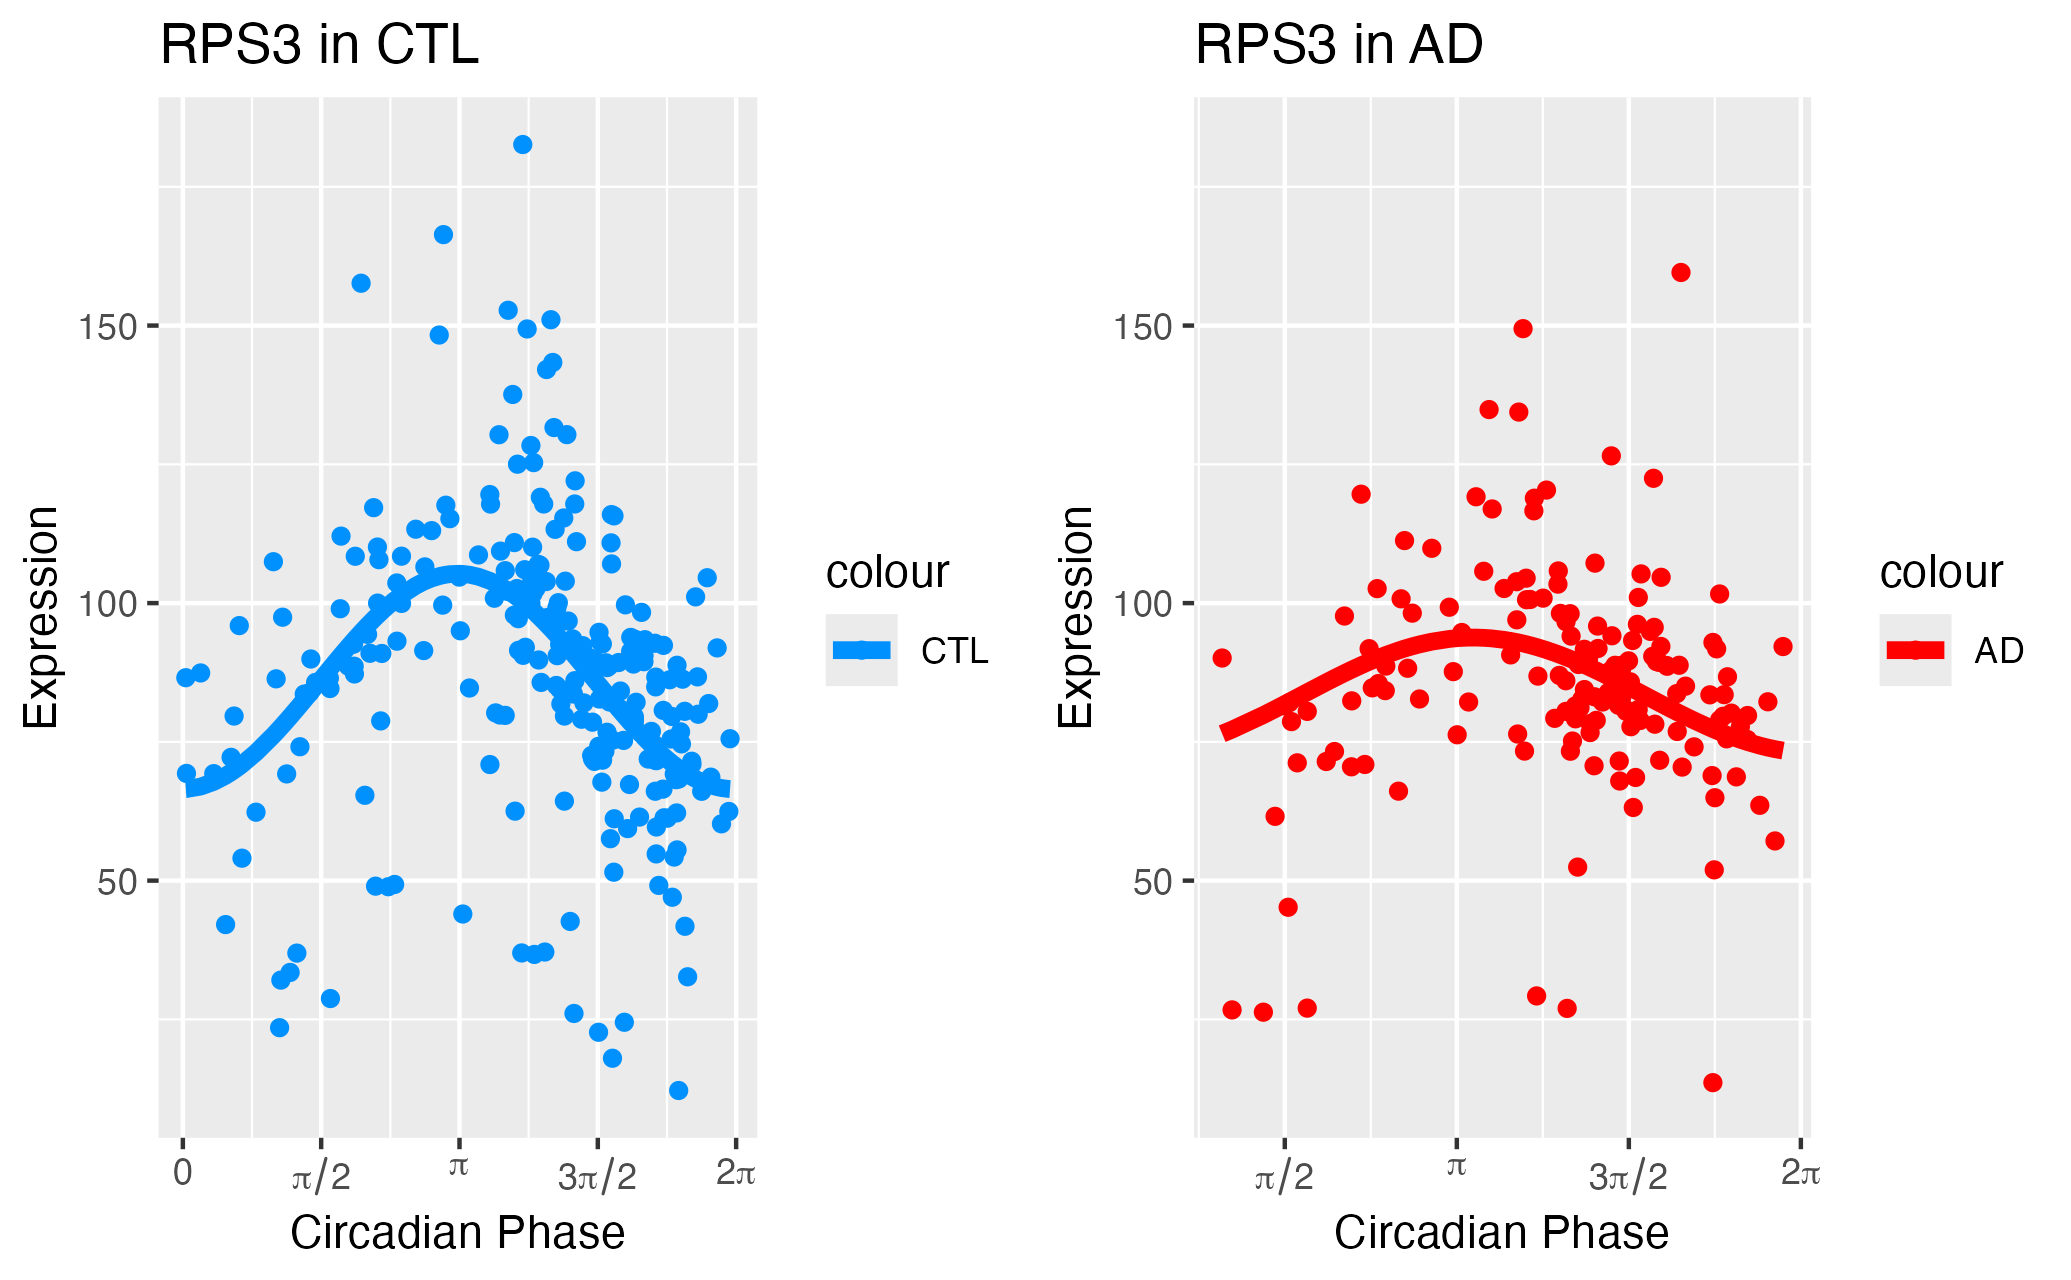 RPS3 in CTL
Expression
150
100
50
0 π/2 π 3π/2 2π
Circadian Phase
colour
CTL
RPS3 in AD
Expression
150
100
50
π/2 π 3π/2 2π
Circadian Phase
colour
AD